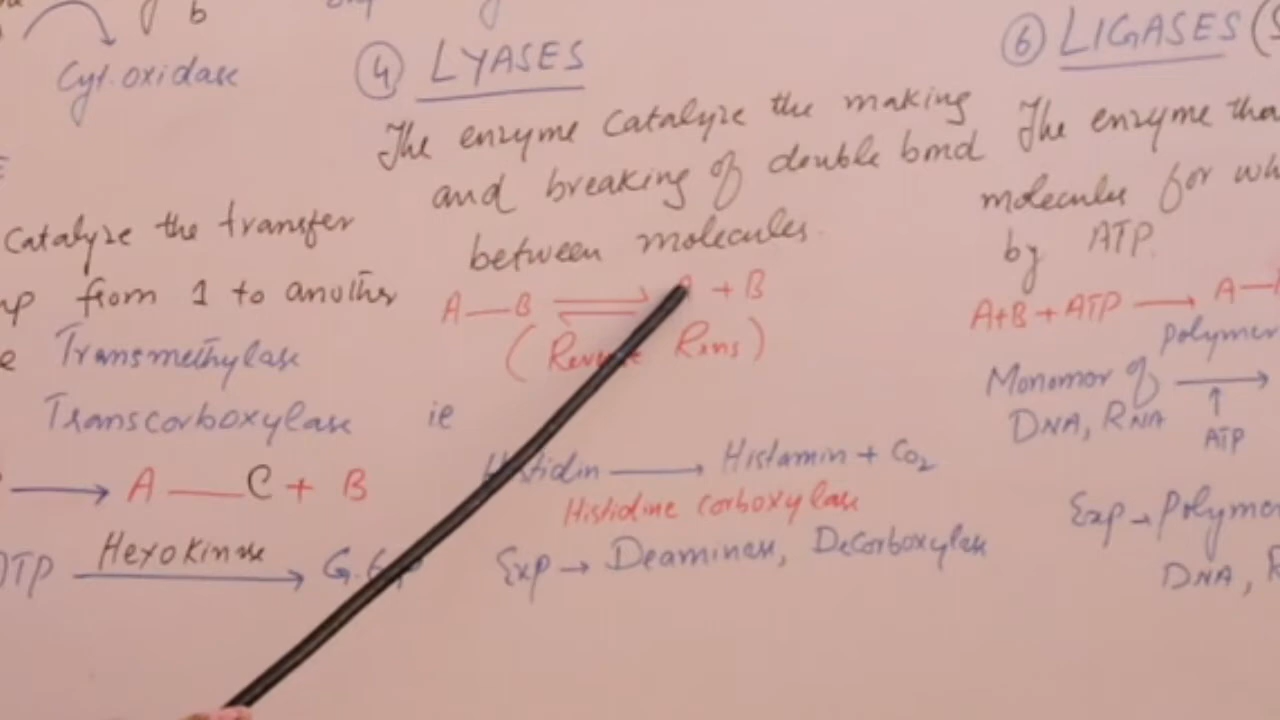 b
Cyt. oxidase
Catalyze the transfer
from 1 to another
Transmethylase
Transcorboxylase
→ A — C + B
Hexokinase
④ LYASES
The enzyme Catalyze the making
and breaking of double bond
between molecules.
A—B ⇌ + B
( Rxns )
ie
→ Histamin + CO2
Histidine corboxylase
Exp → Deaminase, DeCorboxylase
⑥ LIGASES (
The enzyme
molecules for
by ATP.
A+B + ATP → A—
Monomor of →
DNA, RNA
↑
ATP
Exp →
DNA,